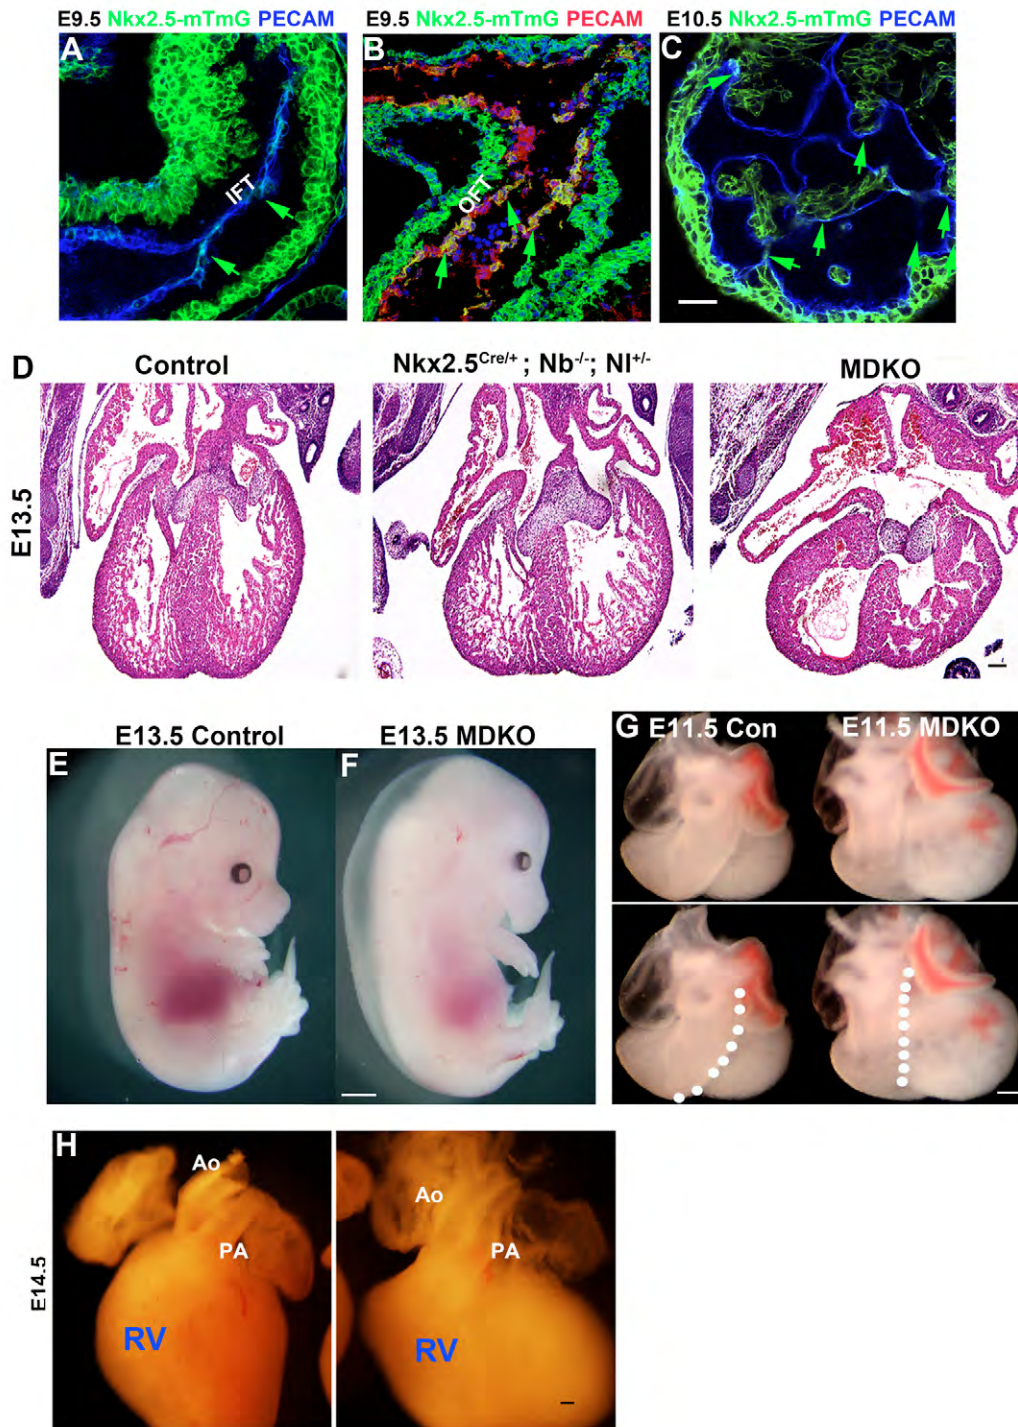 E9.5 Nkx2.5-mTmG PECAM
E9.5 Nkx2.5-mTmG PECAM
E10.5 Nkx2.5-mTmG PECAM
A
IFT
B
OFT
C
D
Control
Nkx2.5Cre/+ ; Nb-/-; Nl+/-
MDKO
E13.5
E13.5 Control
E13.5 MDKO
E
F
G
E11.5 Con
E11.5 MDKO
H
Ao
PA
RV
Ao
PA
RV
E14.5